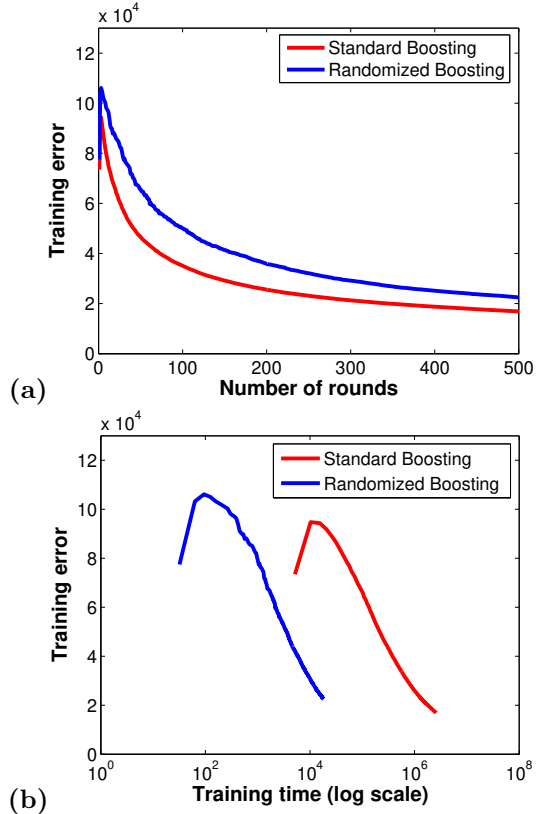 x 10^4
12
10
8
6
4
2
0
0 100 200 300 400 500
Training error
Number of rounds
Standard Boosting
Randomized Boosting
(a)
x 10^4
12
10
8
6
4
2
0
10^0 10^2 10^4 10^6 10^8
Training error
Training time (log scale)
Standard Boosting
Randomized Boosting
(b)